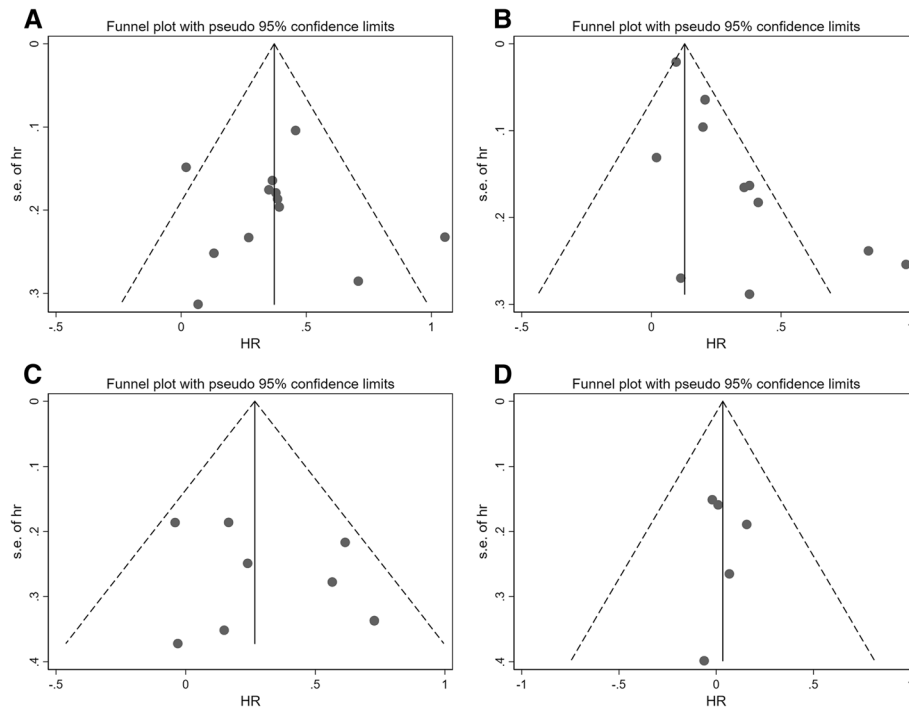 A
Funnel plot with pseudo 95% confidence limits
0
.1
.2
.3
s.e. of hr
-.5
0
.5
1
HR
B
Funnel plot with pseudo 95% confidence limits
0
.1
.2
.3
s.e. of hr
-.5
0
.5
1
HR
C
Funnel plot with pseudo 95% confidence limits
0
.1
.2
.3
.4
s.e. of hr
-.5
0
.5
1
HR
D
Funnel plot with pseudo 95% confidence limits
0
.1
.2
.3
.4
s.e. of hr
-1
-.5
0
.5
1
HR